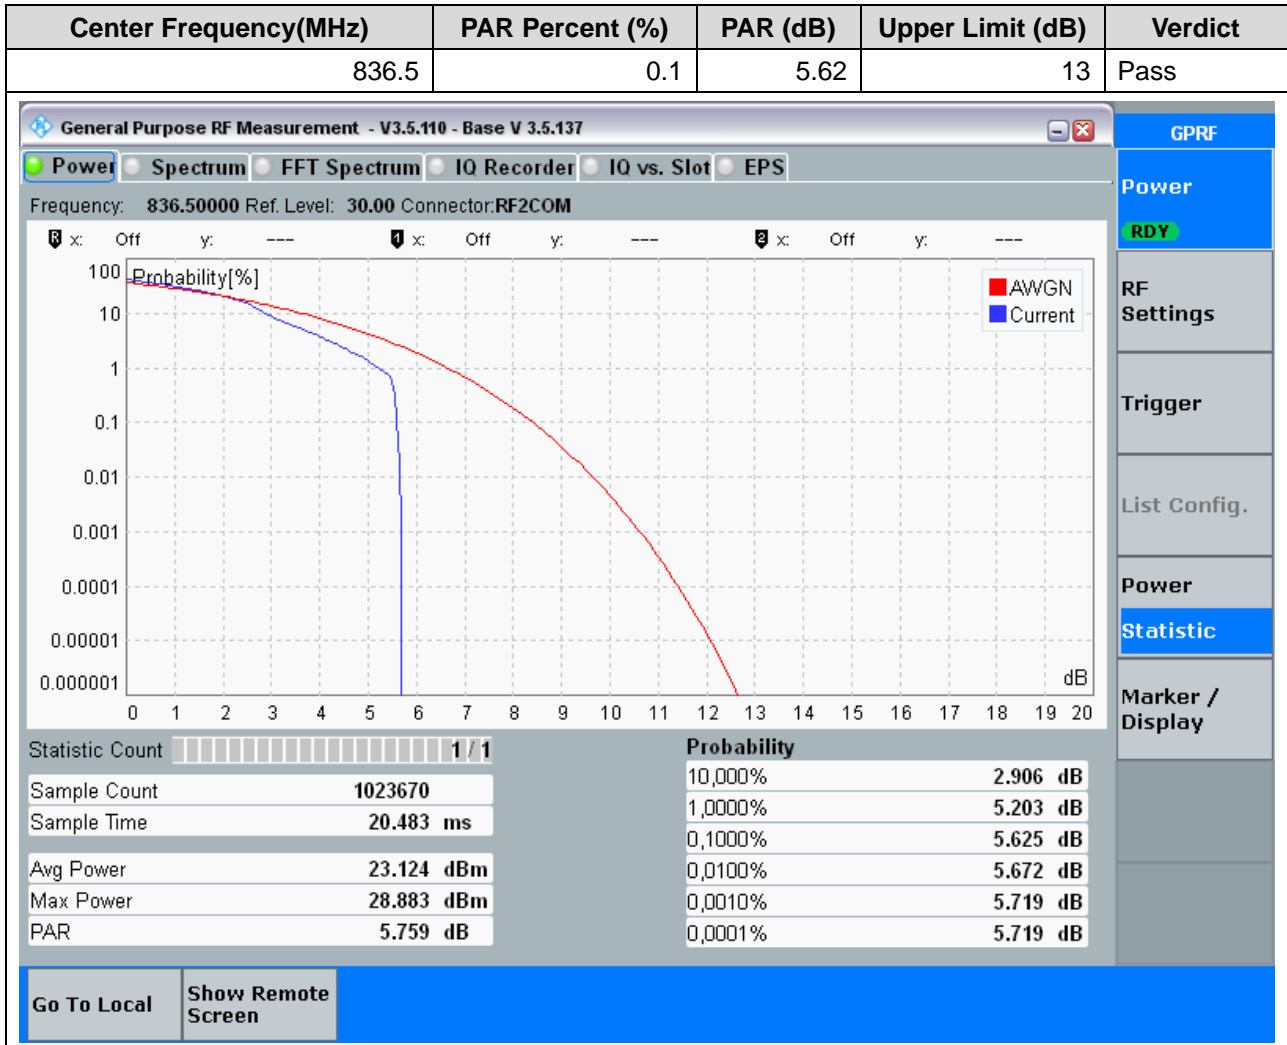 Center Frequency(MHz) PAR Percent (%) PAR (dB) Upper Limit (dB) Verdict
836.5 0.1 5.62 13 Pass
General Purpose RF Measurement - V3.5.110 - Base V 3.5.137
GPRF
Power Spectrum FFT Spectrum IQ Recorder IQ vs. Slot EPS
Power
RDY
Frequency: 836.50000 Ref. Level: 30.00 Connector:RF2COM
R x: Off y: --- 1 x: Off y: --- 2 x: Off y: ---
100 Probability[%]
AWGN
Current
10
1
0.1
0.01
0.001
0.0001
0.00001
0.000001
dB
0 1 2 3 4 5 6 7 8 9 10 11 12 13 14 15 16 17 18 19 20
RF
Settings
Trigger
List Config.
Power
Statistic
Marker /
Display
Statistic Count 1 / 1
Sample Count 1023670
Sample Time 20.483 ms
Avg Power 23.124 dBm
Max Power 28.883 dBm
PAR 5.759 dB
Probability
10,000% 2.906 dB
1,0000% 5.203 dB
0,1000% 5.625 dB
0,0100% 5.672 dB
0,0010% 5.719 dB
0,0001% 5.719 dB
Go To Local
Show Remote
Screen